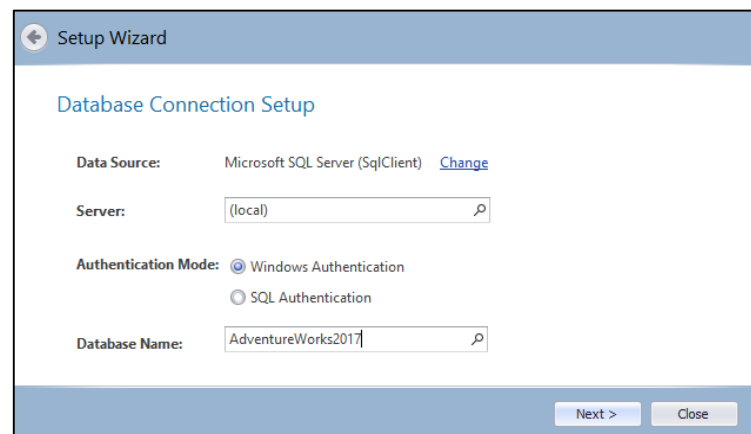 Setup Wizard
Database Connection Setup
Data Source: Microsoft SQL Server (SqlClient) Change
Server: (local)
Authentication Mode: Windows Authentication
SQL Authentication
Database Name: AdventureWorks2017
Next > Close